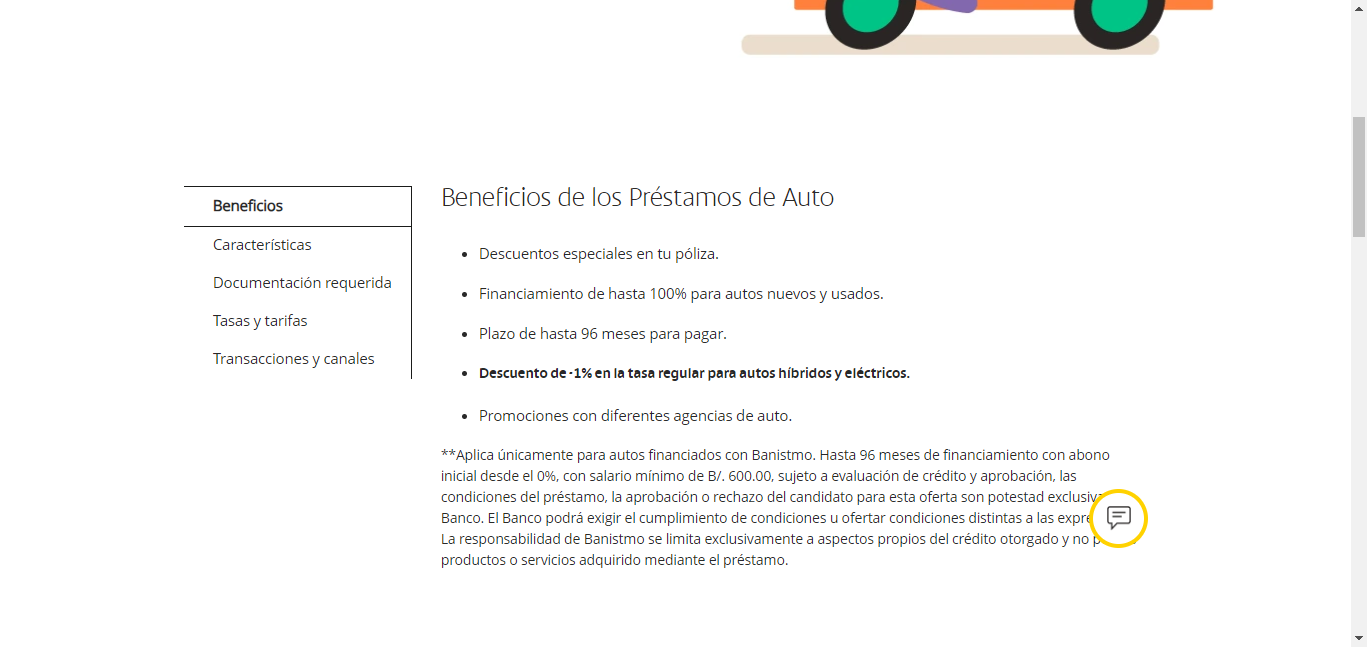 Beneficios
Características
Documentación requerida
Tasas y tarifas
Transacciones y canales
Beneficios de los Préstamos de Auto
Descuentos especiales en tu póliza.
Financiamiento de hasta 100% para autos nuevos y usados.
Plazo de hasta 96 meses para pagar.
Descuento de -1% en la tasa regular para autos híbridos y eléctricos.
Promociones con diferentes agencias de auto.
**Aplica únicamente para autos financiados con Banistmo. Hasta 96 meses de financiamiento con abono
inicial desde el 0%, con salario mínimo de B/. 600.00, sujeto a evaluación de crédito y aprobación, las
condiciones del préstamo, la aprobación o rechazo del candidato para esta oferta son potestad
Banco. El Banco podrá exigir el cumplimiento de condiciones u ofertar condiciones distintas a las
La responsabilidad de Banistmo se limita exclusivamente a aspectos propios del crédito otorgado y no
productos o servicios adquirido mediante el préstamo.